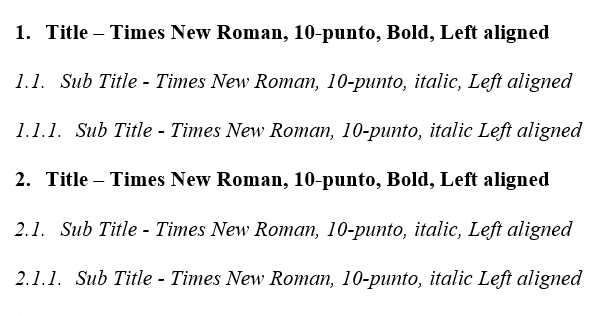 1. Title – Times New Roman, 10-punto, Bold, Left aligned
1.1. Sub Title - Times New Roman, 10-punto, italic, Left aligned
1.1.1. Sub Title - Times New Roman, 10-punto, italic Left aligned
2. Title – Times New Roman, 10-punto, Bold, Left aligned
2.1. Sub Title - Times New Roman, 10-punto, italic, Left aligned
2.1.1. Sub Title - Times New Roman, 10-punto, italic Left aligned